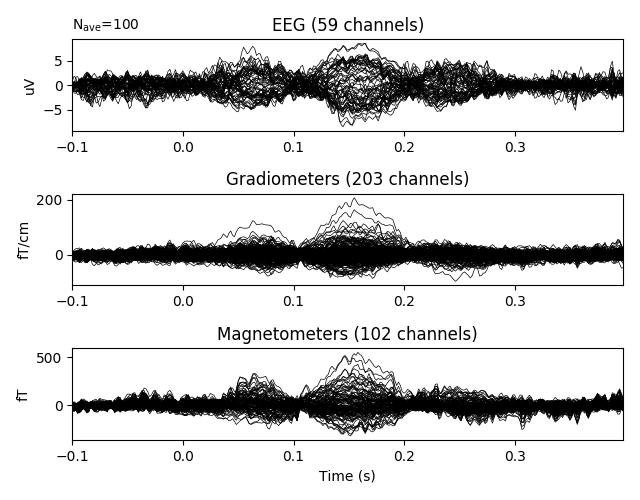 N_ave=100
EEG (59 channels)
5
0
−5
uV
−0.1 0.0 0.1 0.2 0.3
Gradiometers (203 channels)
200
0
fT/cm
−0.1 0.0 0.1 0.2 0.3
Magnetometers (102 channels)
500
0
fT
−0.1 0.0 0.1 0.2 0.3
Time (s)